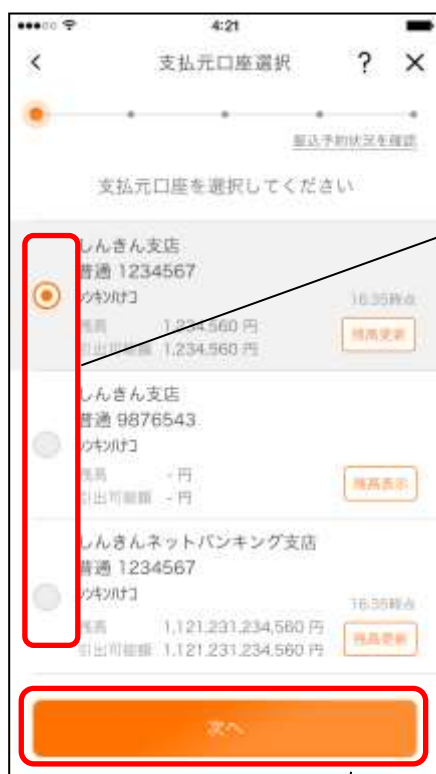 4:21
支払元口座選択 ? ×
振込予約状況を確認
支払元口座を選択してください
しんきん支店
普通 1234567
シンキンハナコ
16:35時点
残高 1,234,560 円
残高更新
引出可能額 1,234,560 円
しんきん支店
普通 9876543
シンキンハナコ
残高 - 円
残高表示
引出可能額 - 円
しんきんネットバンキング支店
普通 1234567
シンキンハナコ
16:35時点
残高 1,121,231,234,560 円
残高更新
引出可能額 1,121,231,234,560 円
次へ